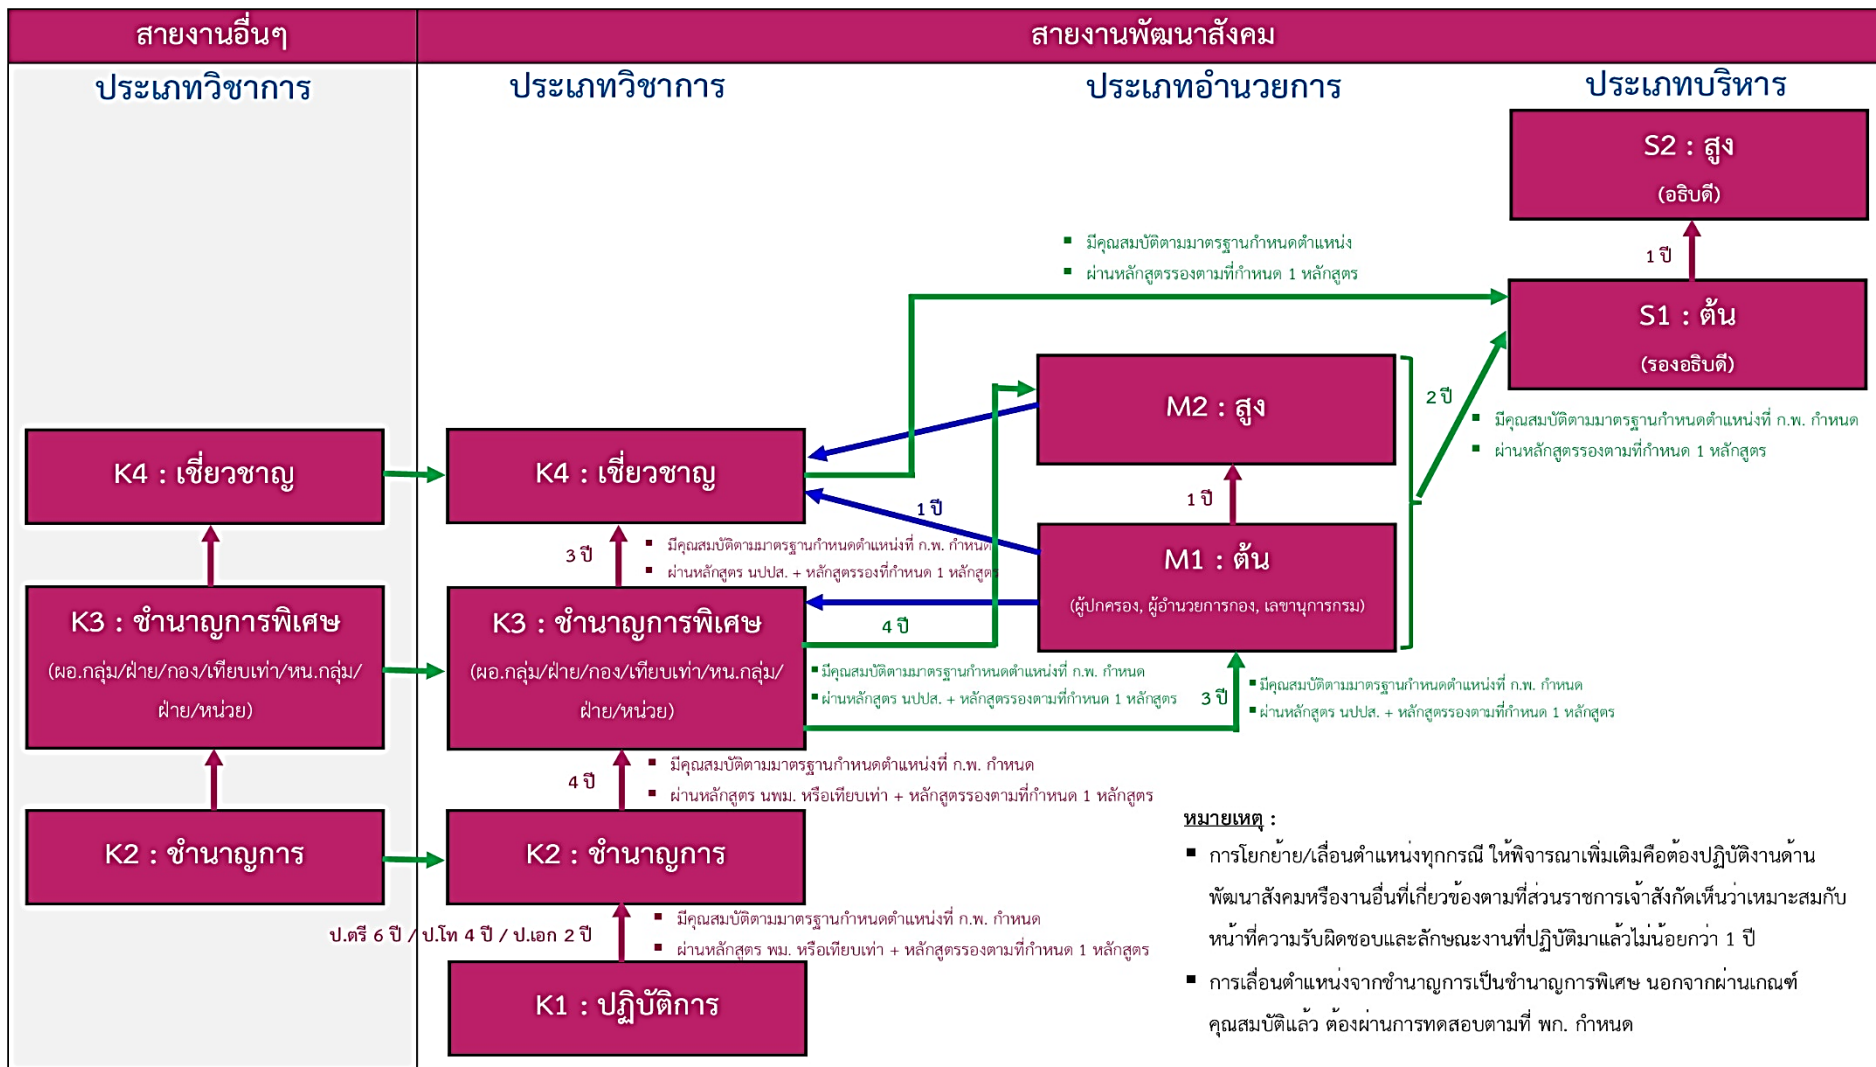 สายงานอื่นๆ
สายงานพัฒนาสังคม
ประเภทวิชาการ
ประเภทวิชาการ
ประเภทอำนวยการ
ประเภทบริหาร
S2 : สูง
(อธิบดี)
1 ปี
S1 : ต้น
(รองอธิบดี)
▪ มีคุณสมบัติตามมาตรฐานกำหนดตำแหน่ง
▪ ผ่านหลักสูตรรองตามที่กำหนด 1 หลักสูตร
2 ปี
▪ มีคุณสมบัติตามมาตรฐานกำหนดตำแหน่งที่ ก.พ. กำหนด
▪ ผ่านหลักสูตรรองตามที่กำหนด 1 หลักสูตร
M2 : สูง
1 ปี
M1 : ต้น
(ผู้ปกครอง, ผู้อำนวยการกอง, เลขานุการกรม)
K4 : เชี่ยวชาญ
K4 : เชี่ยวชาญ
1 ปี
3 ปี
▪ มีคุณสมบัติตามมาตรฐานกำหนดตำแหน่งที่ ก.พ. กำหนด
▪ ผ่านหลักสูตร นปปส. + หลักสูตรรองที่กำหนด 1 หลักสูตร
K3 : ชำนาญการพิเศษ
(ผอ.กลุ่ม/ฝ่าย/กอง/เทียบเท่า/หน.กลุ่ม/
ฝ่าย/หน่วย)
K3 : ชำนาญการพิเศษ
(ผอ.กลุ่ม/ฝ่าย/กอง/เทียบเท่า/หน.กลุ่ม/
ฝ่าย/หน่วย)
4 ปี
▪ มีคุณสมบัติตามมาตรฐานกำหนดตำแหน่งที่ ก.พ. กำหนด
▪ ผ่านหลักสูตร นปปส. + หลักสูตรรองตามที่กำหนด 1 หลักสูตร
3 ปี
▪ มีคุณสมบัติตามมาตรฐานกำหนดตำแหน่งที่ ก.พ. กำหนด
▪ ผ่านหลักสูตร นปปส. + หลักสูตรรองตามที่กำหนด 1 หลักสูตร
4 ปี
▪ มีคุณสมบัติตามมาตรฐานกำหนดตำแหน่งที่ ก.พ. กำหนด
▪ ผ่านหลักสูตร นพม. หรือเทียบเท่า + หลักสูตรรองตามที่กำหนด 1 หลักสูตร
K2 : ชำนาญการ
K2 : ชำนาญการ
ป.ตรี 6 ปี / ป.โท 4 ปี / ป.เอก 2 ปี
▪ มีคุณสมบัติตามมาตรฐานกำหนดตำแหน่งที่ ก.พ. กำหนด
▪ ผ่านหลักสูตร พม. หรือเทียบเท่า + หลักสูตรรองตามที่กำหนด 1 หลักสูตร
K1 : ปฏิบัติการ
หมายเหตุ :
▪ การโยกย้าย/เลื่อนตำแหน่งทุกกรณี ให้พิจารณาเพิ่มเติมคือต้องปฏิบัติงานด้าน
พัฒนาสังคมหรืองานอื่นที่เกี่ยวข้องตามที่ส่วนราชการเจ้าสังกัดเห็นว่าเหมาะสมกับ
หน้าที่ความรับผิดชอบและลักษณะงานที่ปฏิบัติมาแล้วไม่น้อยกว่า 1 ปี
▪ การเลื่อนตำแหน่งจากชำนาญการเป็นชำนาญการพิเศษ นอกจากผ่านเกณฑ์
คุณสมบัติแล้ว ต้องผ่านการทดสอบตามที่ พก. กำหนด